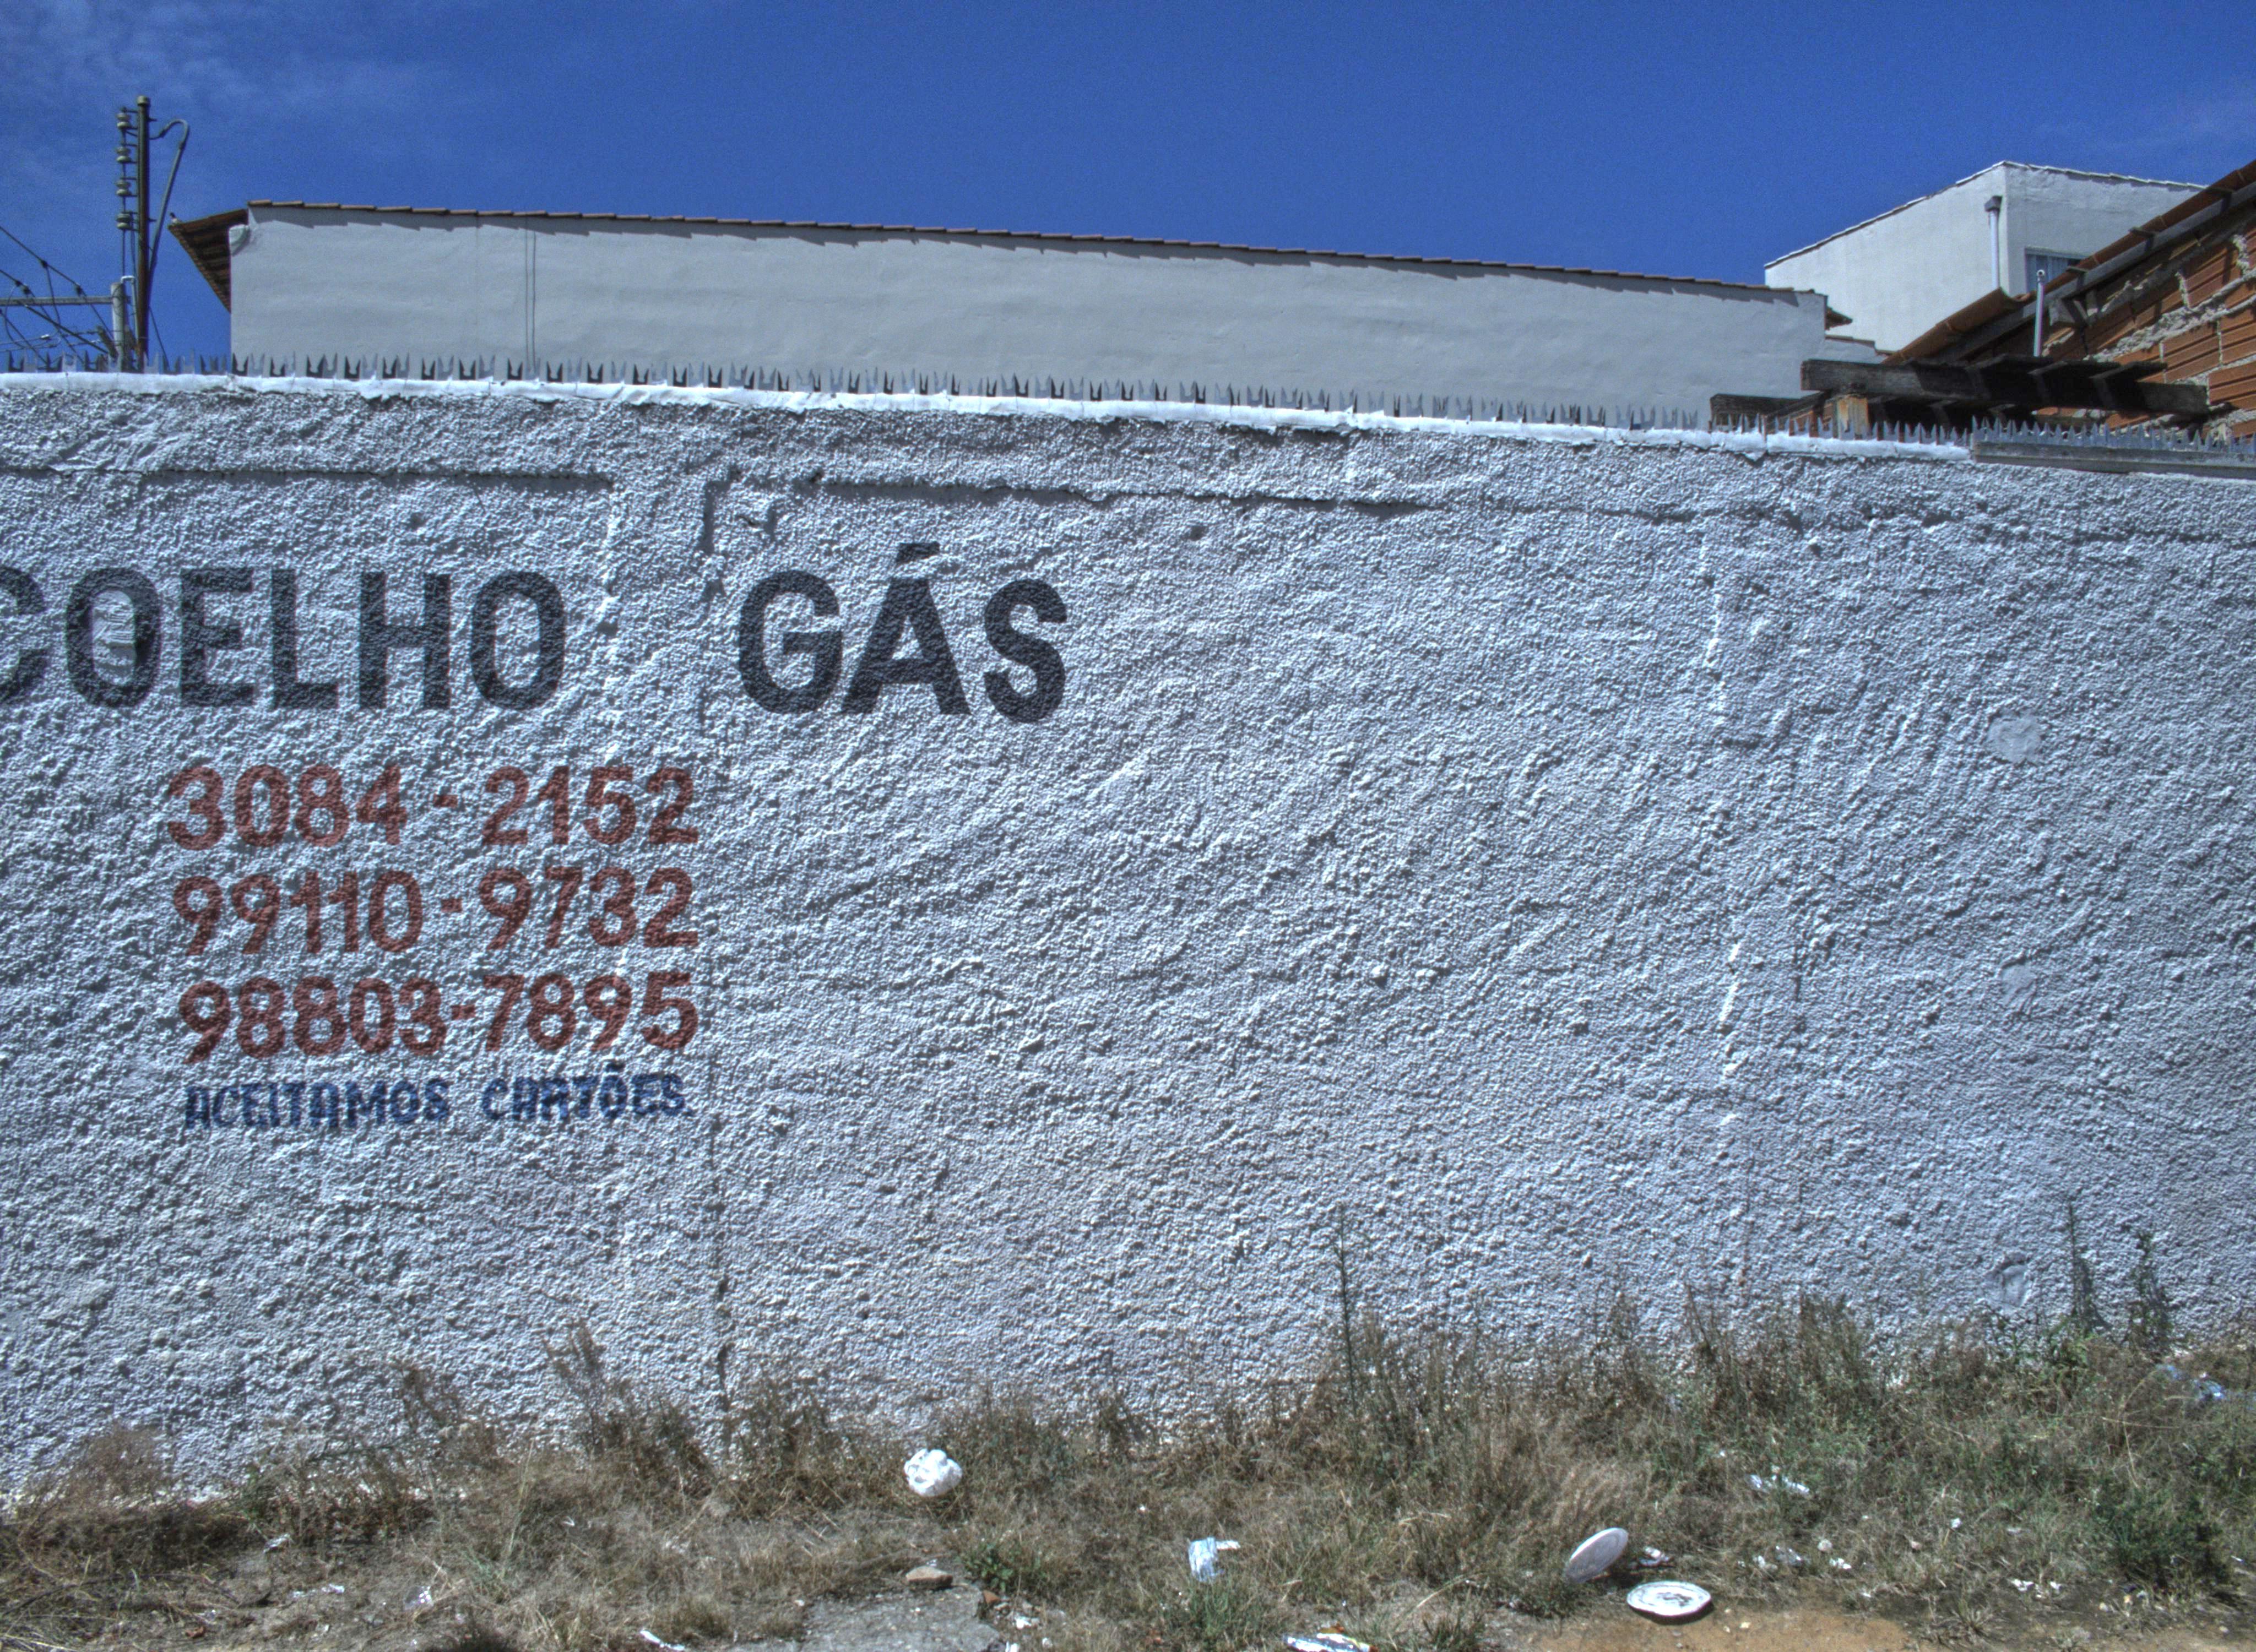 COELHO GÁS
3084-2152
99110-9732
98803-7895
ACEITAMOS CARTÕES.